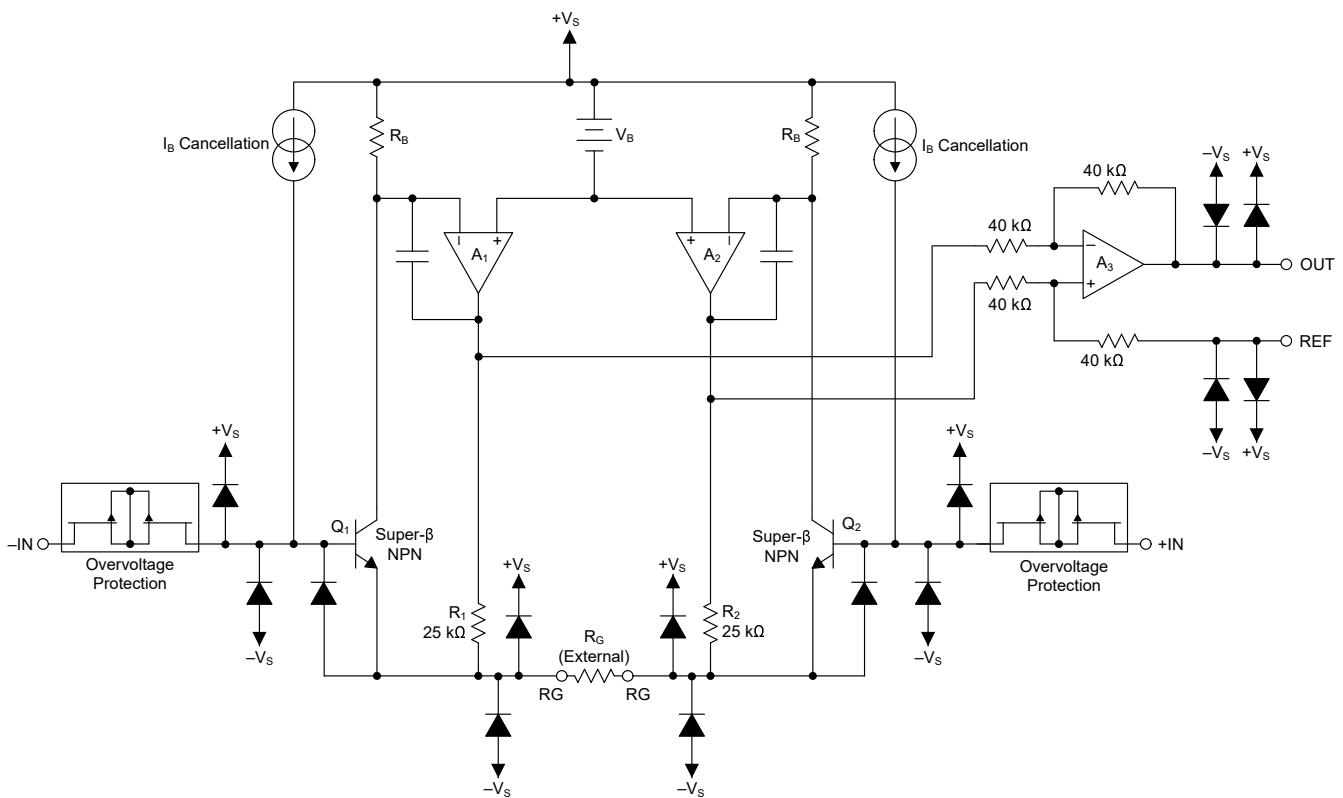 +VS
IB Cancellation
RB
VB
RB
IB Cancellation
–VS
+VS
40 kΩ
40 kΩ
+
A1
+
A2
–
A3
+
OUT
40 kΩ
40 kΩ
REF
–VS
+VS
+VS
+VS
–IN
Overvoltage
Protection
Q1
Super-β
NPN
Super-β
NPN
Q2
+IN
Overvoltage
Protection
+VS
+VS
–VS
R1
25 kΩ
RG
(External)
R2
25 kΩ
–VS
RG
RG
–VS
–VS